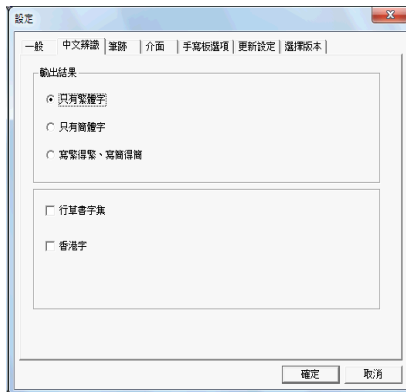 設定
一般 中文辨識 筆跡 介面 手寫板選項 更新設定 選擇版本
輸出結果
只有繁體字
只有簡體字
寫繁得繁、寫簡得簡
行草書字集
香港字
確定 取消